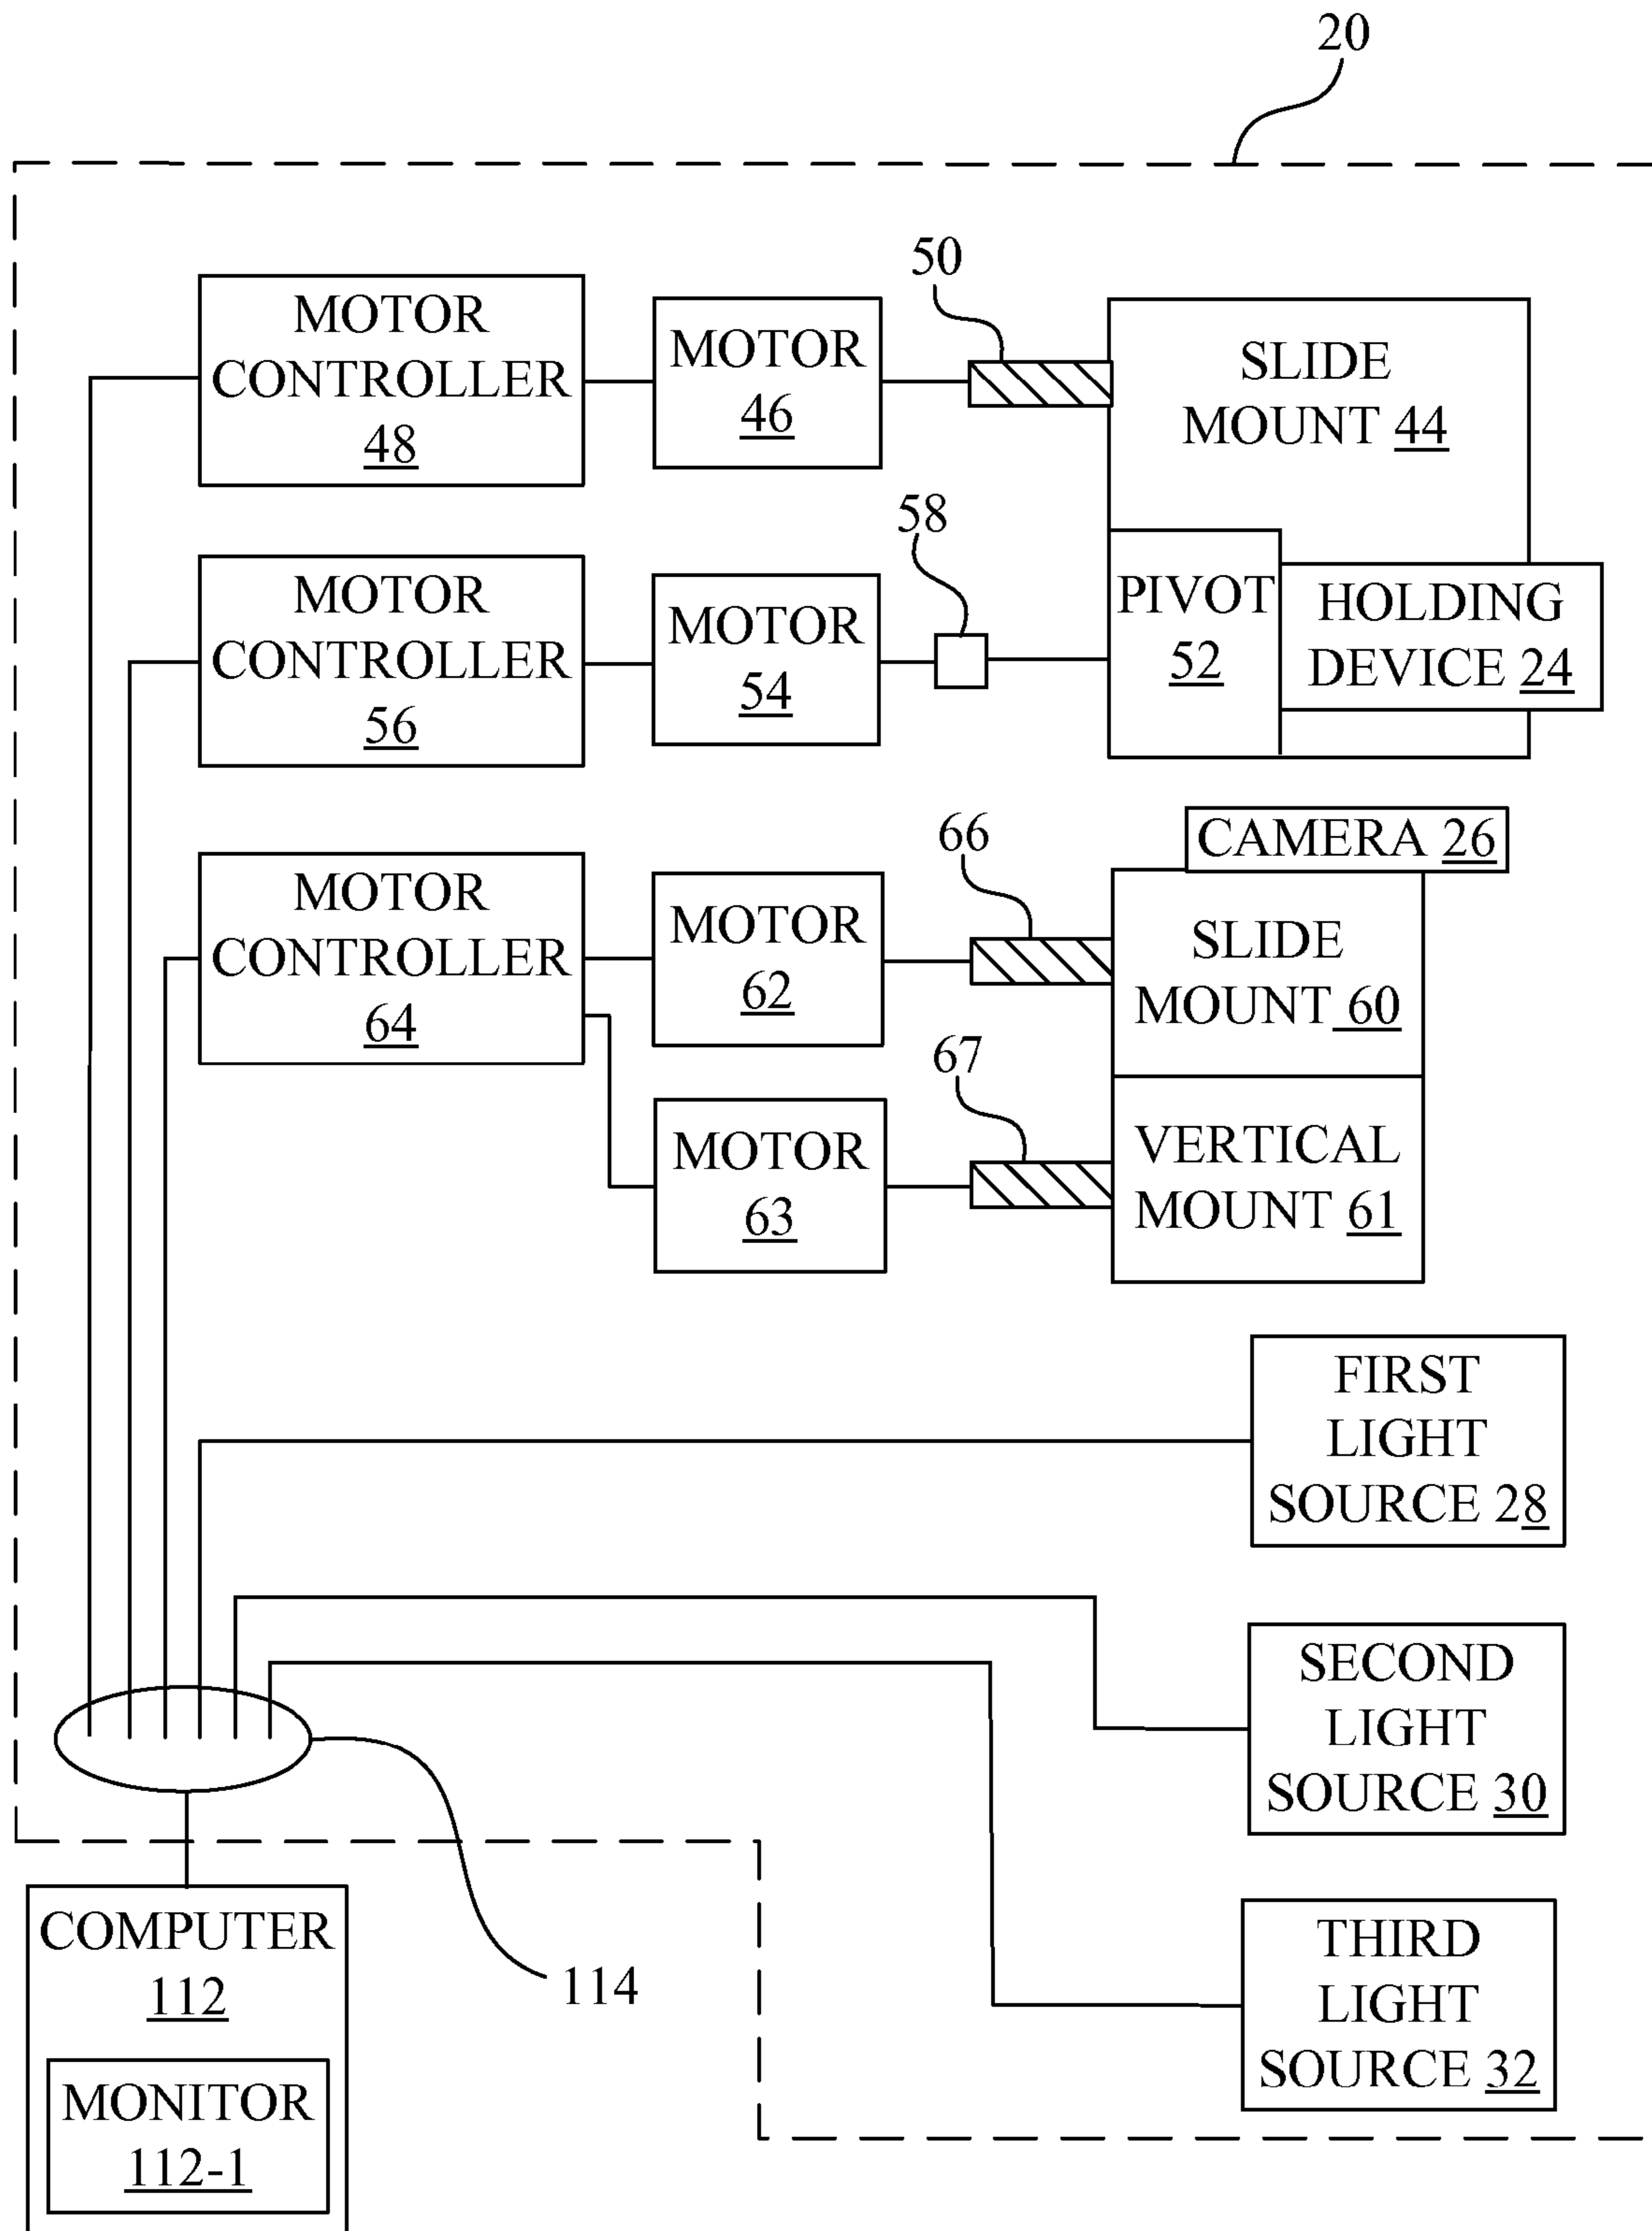 20
50
MOTOR
CONTROLLER
48
MOTOR
46
SLIDE
MOUNT 44
58
MOTOR
CONTROLLER
56
MOTOR
54
PIVOT
52
HOLDING
DEVICE 24
CAMERA 26
66
MOTOR
CONTROLLER
64
MOTOR
62
SLIDE
MOUNT 60
67
MOTOR
63
VERTICAL
MOUNT 61
FIRST
LIGHT
SOURCE 28
SECOND
LIGHT
SOURCE 30
COMPUTER
112
114
THIRD
LIGHT
SOURCE 32
MONITOR
112-1